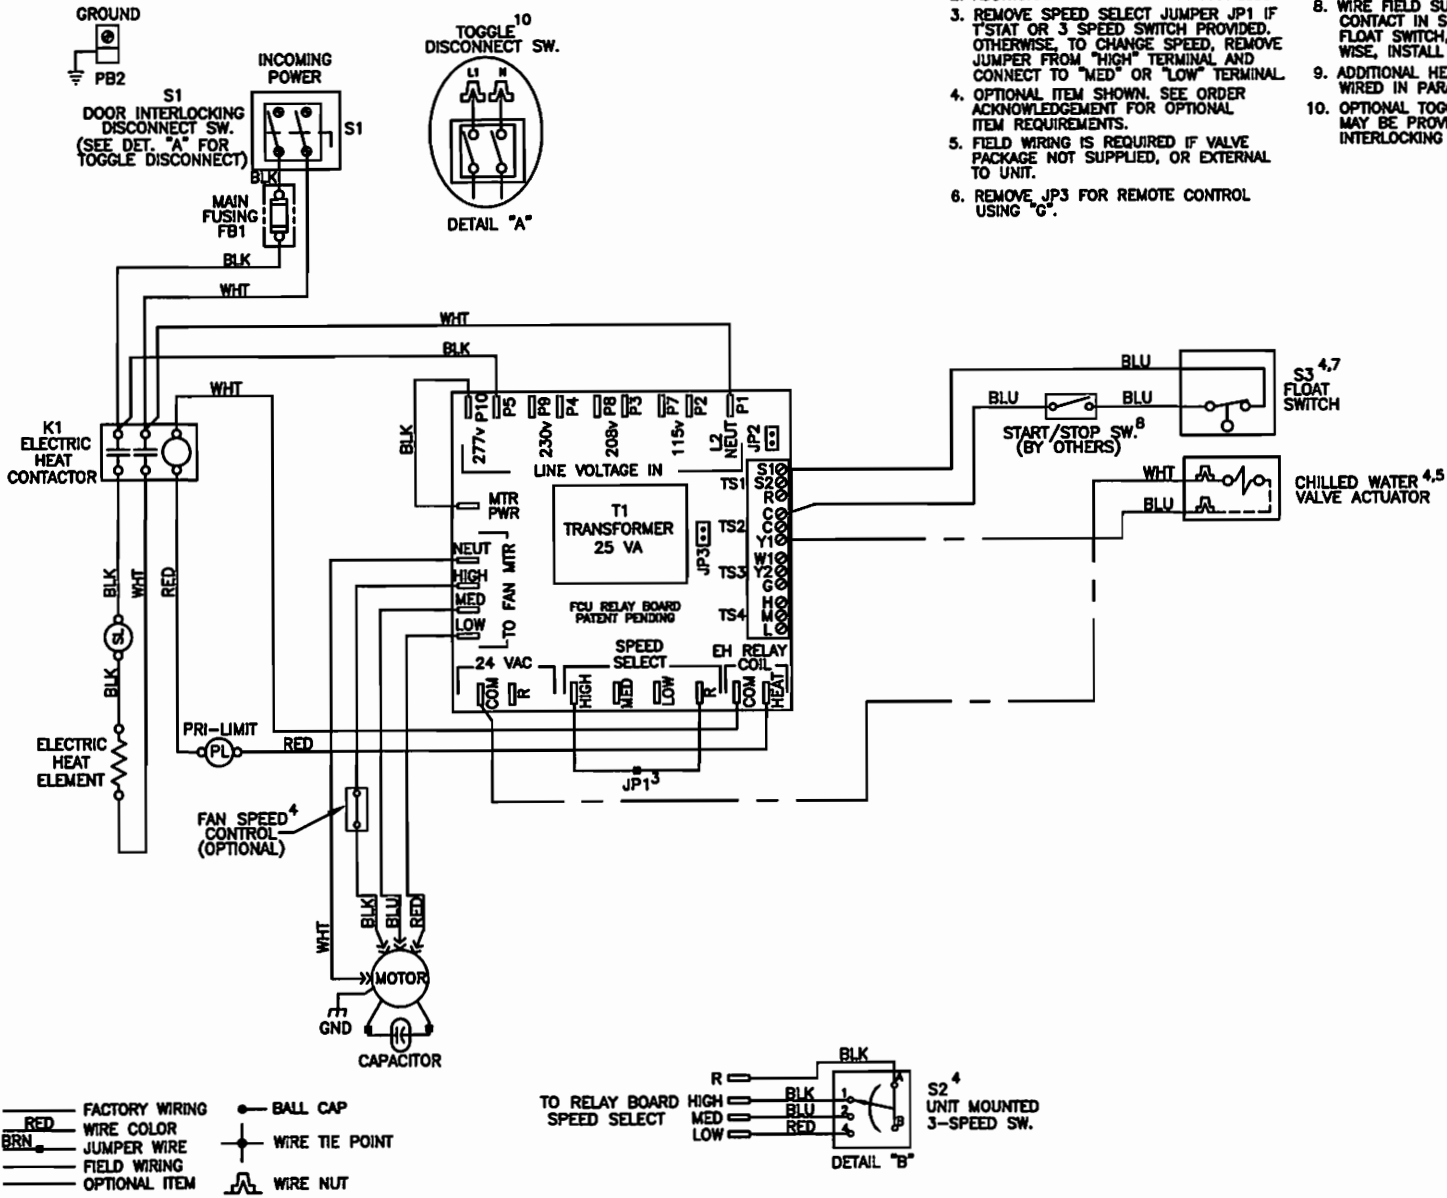 GROUND
PB2
INCOMING
POWER
S1
DOOR INTERLOCKING
DISCONNECT SW.
(SEE DET. "A" FOR
TOGGLE DISCONNECT)
S1
BLK
MAIN
FUSING
FB1
BLK
WHT
TOGGLE 10
DISCONNECT SW.
L1 N
DETAIL "A"
3. REMOVE SPEED SELECT JUMPER JP1 IF
T'STAT OR 3 SPEED SWITCH PROVIDED.
OTHERWISE, TO CHANGE SPEED, REMOVE
JUMPER FROM "HIGH" TERMINAL AND
CONNECT TO "MED" OR "LOW" TERMINAL
4. OPTIONAL ITEM SHOWN. SEE ORDER
ACKNOWLEDGEMENT FOR OPTIONAL
ITEM REQUIREMENTS.
5. FIELD WIRING IS REQUIRED IF VALVE
PACKAGE NOT SUPPLIED, OR EXTERNAL
TO UNIT.
6. REMOVE JP3 FOR REMOTE CONTROL
USING "G".
8. WIRE FIELD SU
CONTACT IN S
FLOAT SWITCH,
WISE, INSTALL
9. ADDITIONAL HE
WIRED IN PARA
10. OPTIONAL TOGG
MAY BE PROVI
INTERLOCKING
WHT
BLK
WHT
K1
ELECTRIC
HEAT
CONTACTOR
BLK
277v P10
P5
230v P9
P4
208v P8
P3
115v P7
P2
L2
NEUT P1
JP2
LINE VOLTAGE IN
MTR
PWR
T1
TRANSFORMER
25 VA
JP3
NEUT
HIGH
MED
LOW
TO FAN MTR
FCU RELAY BOARD
PATENT PENDING
TS1
S1
S2
R
TS2
C
C
Y1
TS3
W1
Y2
G
TS4
H
M
L
24 VAC
COM
R
SPEED
SELECT
HIGH
MED
LOW
R
EH RELAY
COIL
COM
HEAT
BLU
S3 4,7
FLOAT
SWITCH
BLU
BLU
START/STOP SW. 8
(BY OTHERS)
WHT
BLU
CHILLED WATER 4,5
VALVE ACTUATOR
BLK
WHT
RED
SL
BLK
ELECTRIC
HEAT
ELEMENT
PRI-LIMIT
PL
RED
JP1 3
FAN SPEED 4
CONTROL
(OPTIONAL)
WHT
BLK
BLU
RED
MOTOR
GND
CAPACITOR
FACTORY WIRING
RED WIRE COLOR
BRN JUMPER WIRE
FIELD WIRING
OPTIONAL ITEM
BALL CAP
WIRE TIE POINT
WIRE NUT
TO RELAY BOARD
SPEED SELECT
R
HIGH
MED
LOW
BLK
BLK
BLU
RED
1
2
4
A
B
S2 4
UNIT MOUNTED
3-SPEED SW.
DETAIL "B"